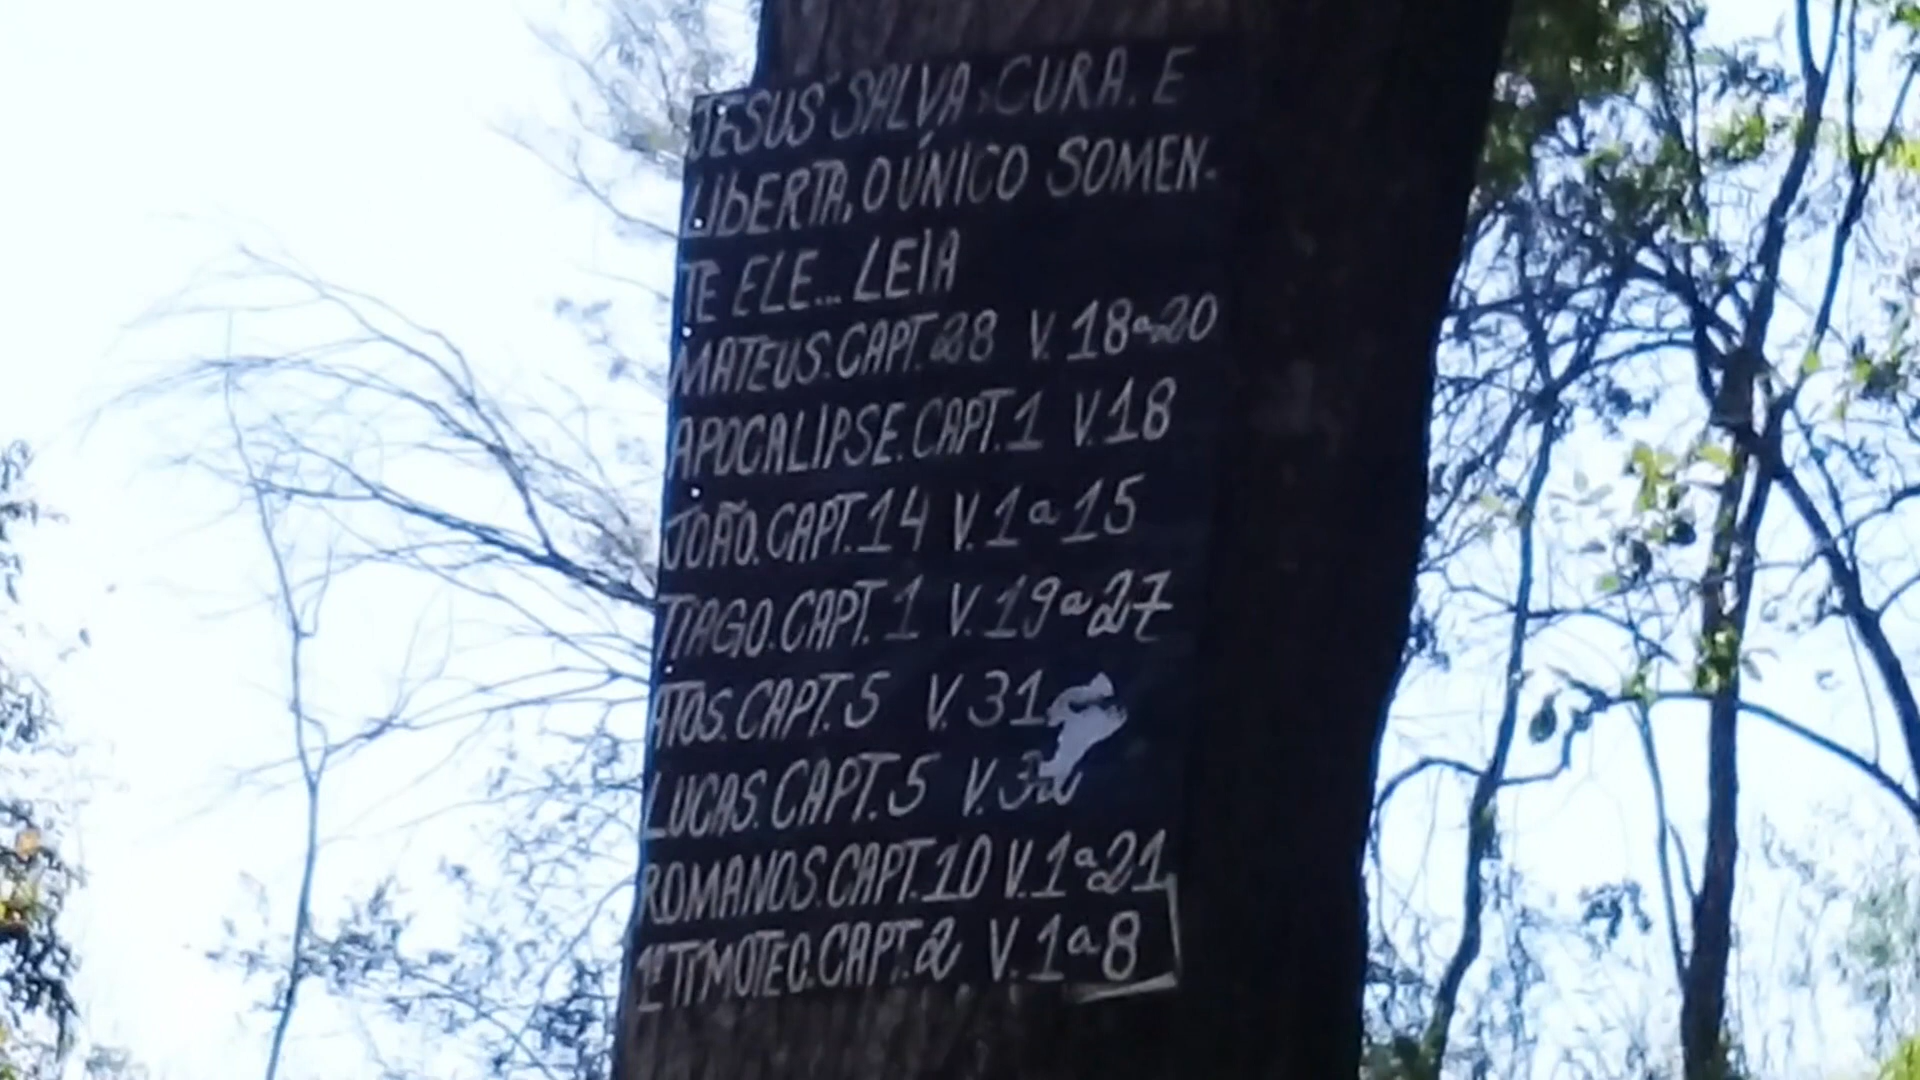 JESUS SALVA. CURA. E
LIBERTA, O ÚNICO SOMEN-
TE ELE... LEIA
MATEUS. CAPT. 28 V. 18 a 20
APOCALIPSE. CAPT. 1 V. 18
JOÃO. CAPT. 14 V. 1 a 15
TIAGO. CAPT. 1 V. 19 a 27
ATOS. CAPT. 5 V. 31
LUCAS. CAPT. 5 V.
ROMANOS. CAPT. 10 V. 1 a 21
1ª TIMOTEO. CAPT. 2 V. 1 a 8